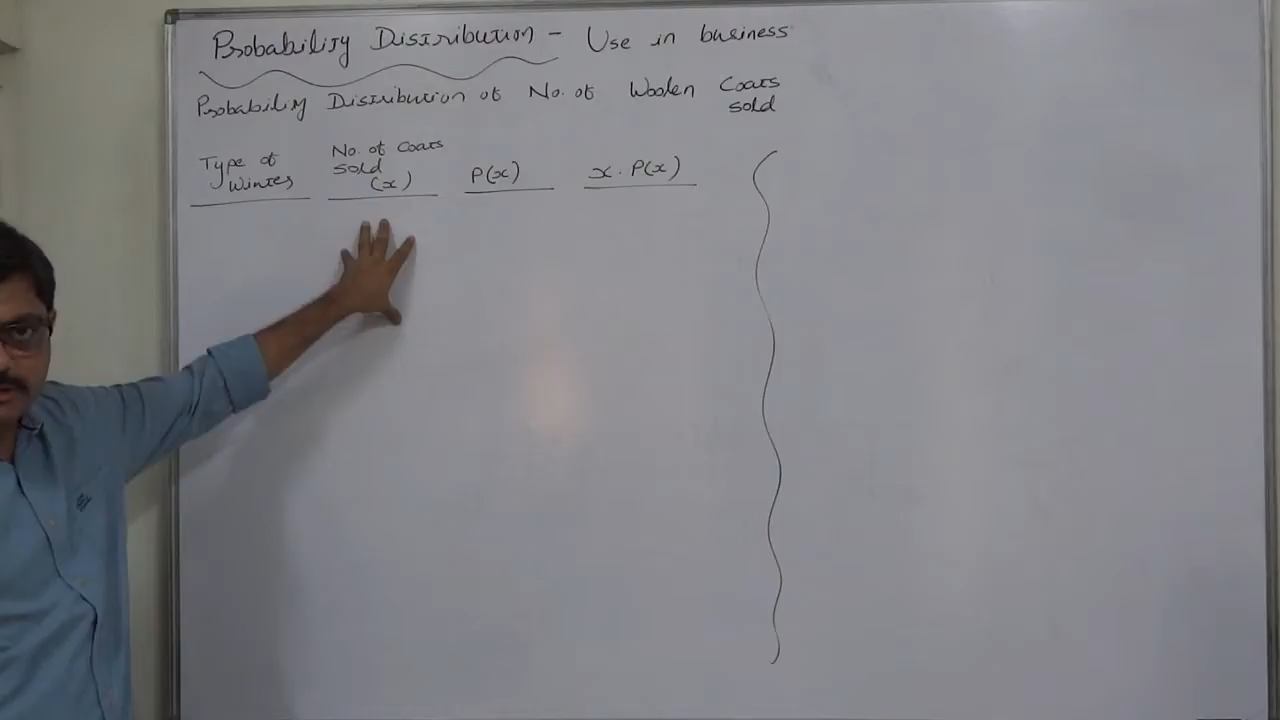 Probability Distribution - Use in business
Probability Distribution of No. of Woolen Coats
sold
Type of
Winter
No. of Coats
sold
(x)
P(x)
x. P(x)